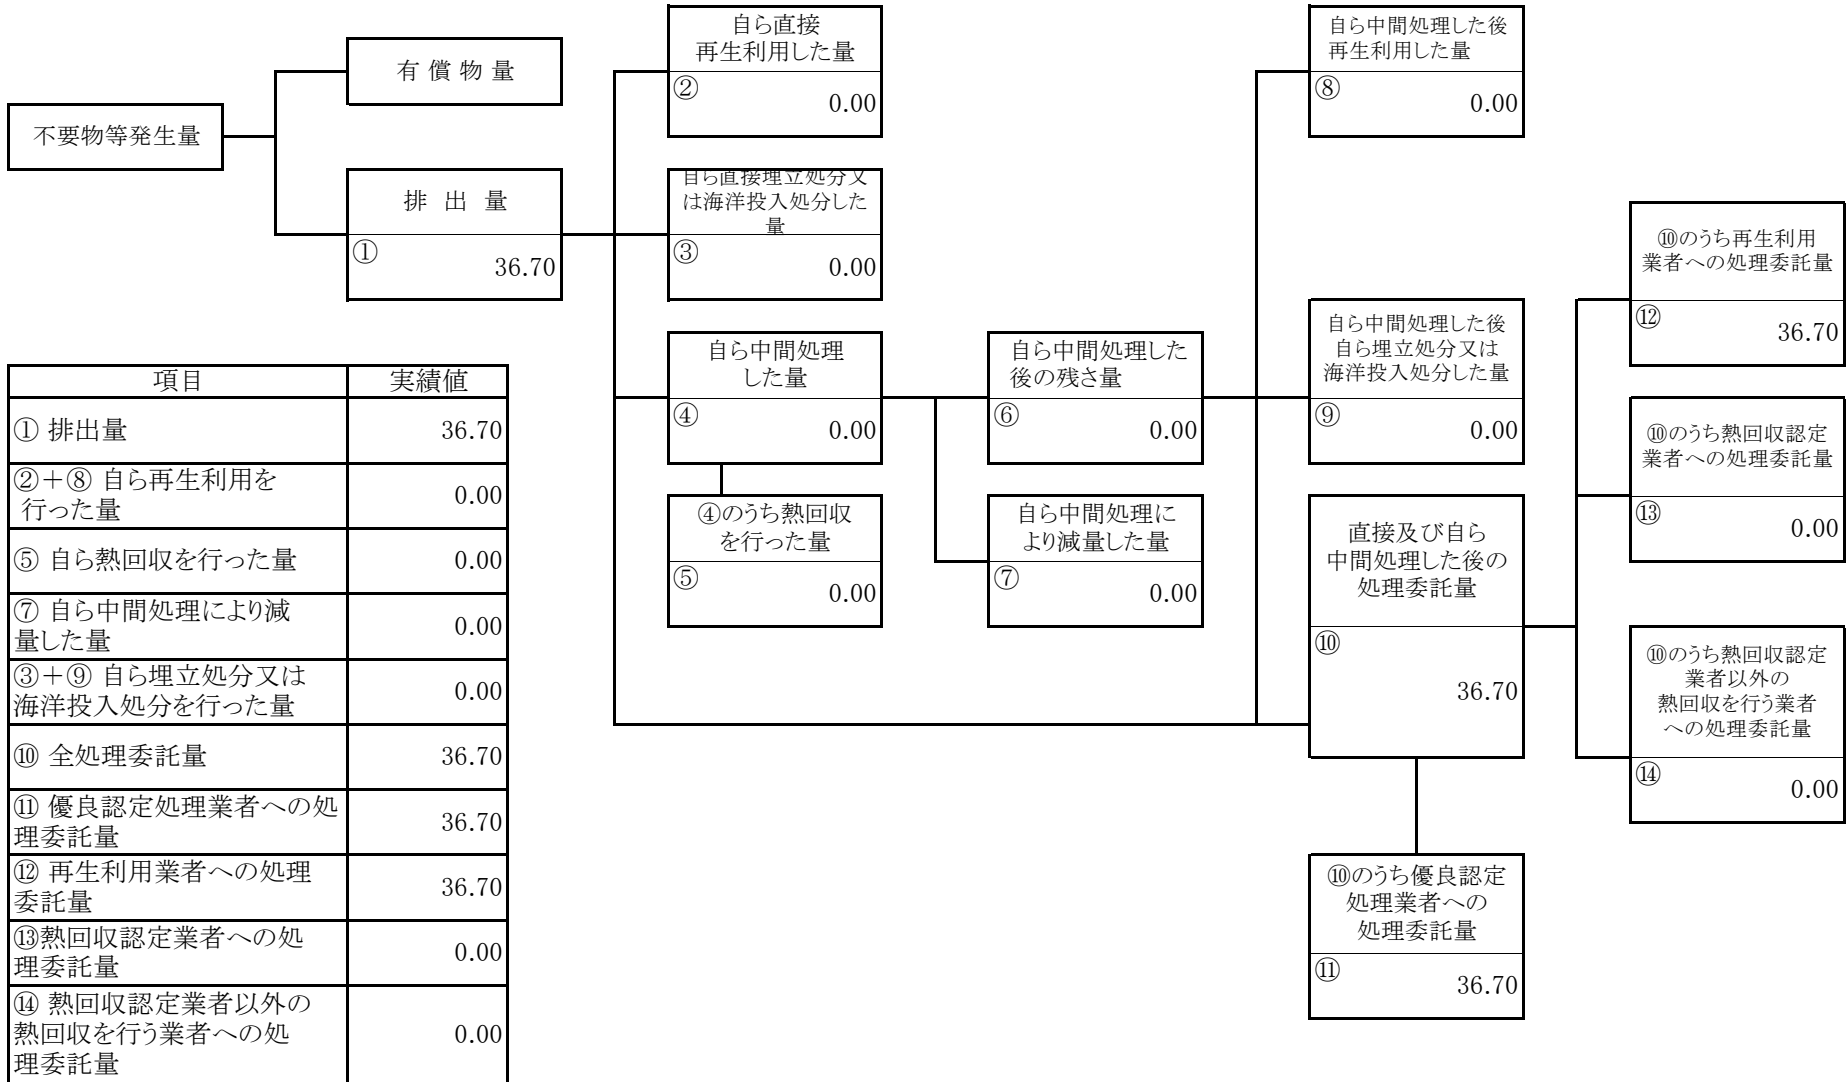 不要物等発生量
有償物量
排出量
①
36.70
自ら直接
再生利用した量
②
0.00
自ら直接埋立処分又
は海洋投入処分した
量
③
0.00
自ら中間処理
した量
④
0.00
④のうち熱回収
を行った量
⑤
0.00
自ら中間処理した
後の残さ量
⑥
0.00
自ら中間処理に
より減量した量
⑦
0.00
自ら中間処理した後
再生利用した量
⑧
0.00
自ら中間処理した後
自ら埋立処分又は
海洋投入処分した量
⑨
0.00
直接及び自ら
中間処理した後の
処理委託量
⑩
36.70
⑩のうち優良認定
処理業者への
処理委託量
⑪
36.70
⑩のうち再生利用
業者への処理委託量
⑫
36.70
⑩のうち熱回収認定
業者への処理委託量
⑬
0.00
⑩のうち熱回収認定
業者以外の
熱回収を行う業者
への処理委託量
⑭
0.00
項目 実績値
① 排出量 36.70
②+⑧ 自ら再生利用を
行った量 0.00
⑤ 自ら熱回収を行った量 0.00
⑦ 自ら中間処理により減
量した量 0.00
③+⑨ 自ら埋立処分又は
海洋投入処分を行った量 0.00
⑩ 全処理委託量 36.70
⑪ 優良認定処理業者への処
理委託量 36.70
⑫ 再生利用業者への処理
委託量 36.70
⑬熱回収認定業者への処
理委託量 0.00
⑭ 熱回収認定業者以外の
熱回収を行う業者への処
理委託量 0.00